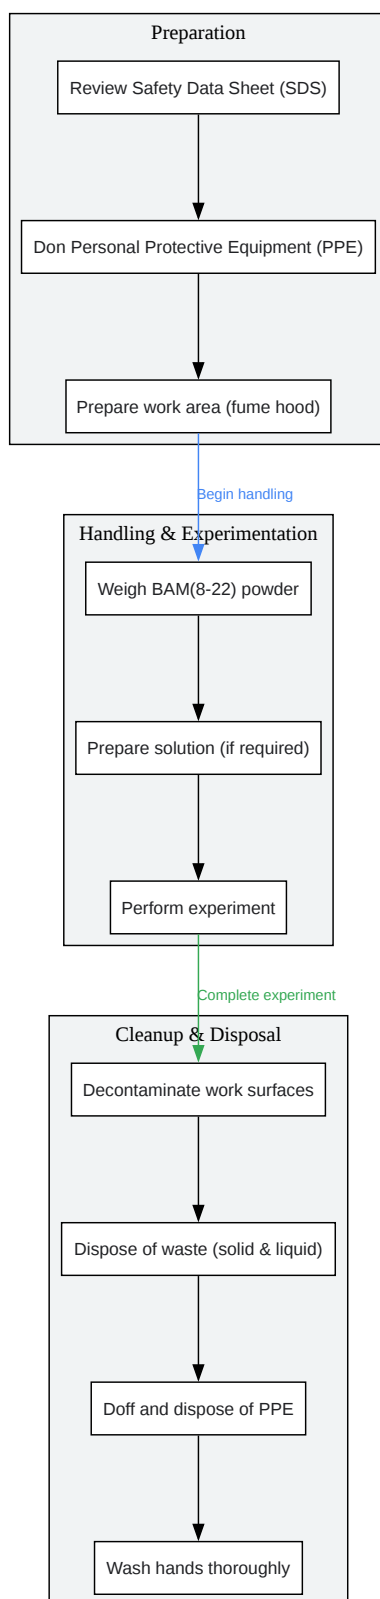 Preparation
Review Safety Data Sheet (SDS)
Don Personal Protective Equipment (PPE)
Prepare work area (fume hood)
Begin handling
Handling & Experimentation
Weigh BAM(8-22) powder
Prepare solution (if required)
Perform experiment
Complete experiment
Cleanup & Disposal
Decontaminate work surfaces
Dispose of waste (solid & liquid)
Doff and dispose of PPE
Wash hands thoroughly